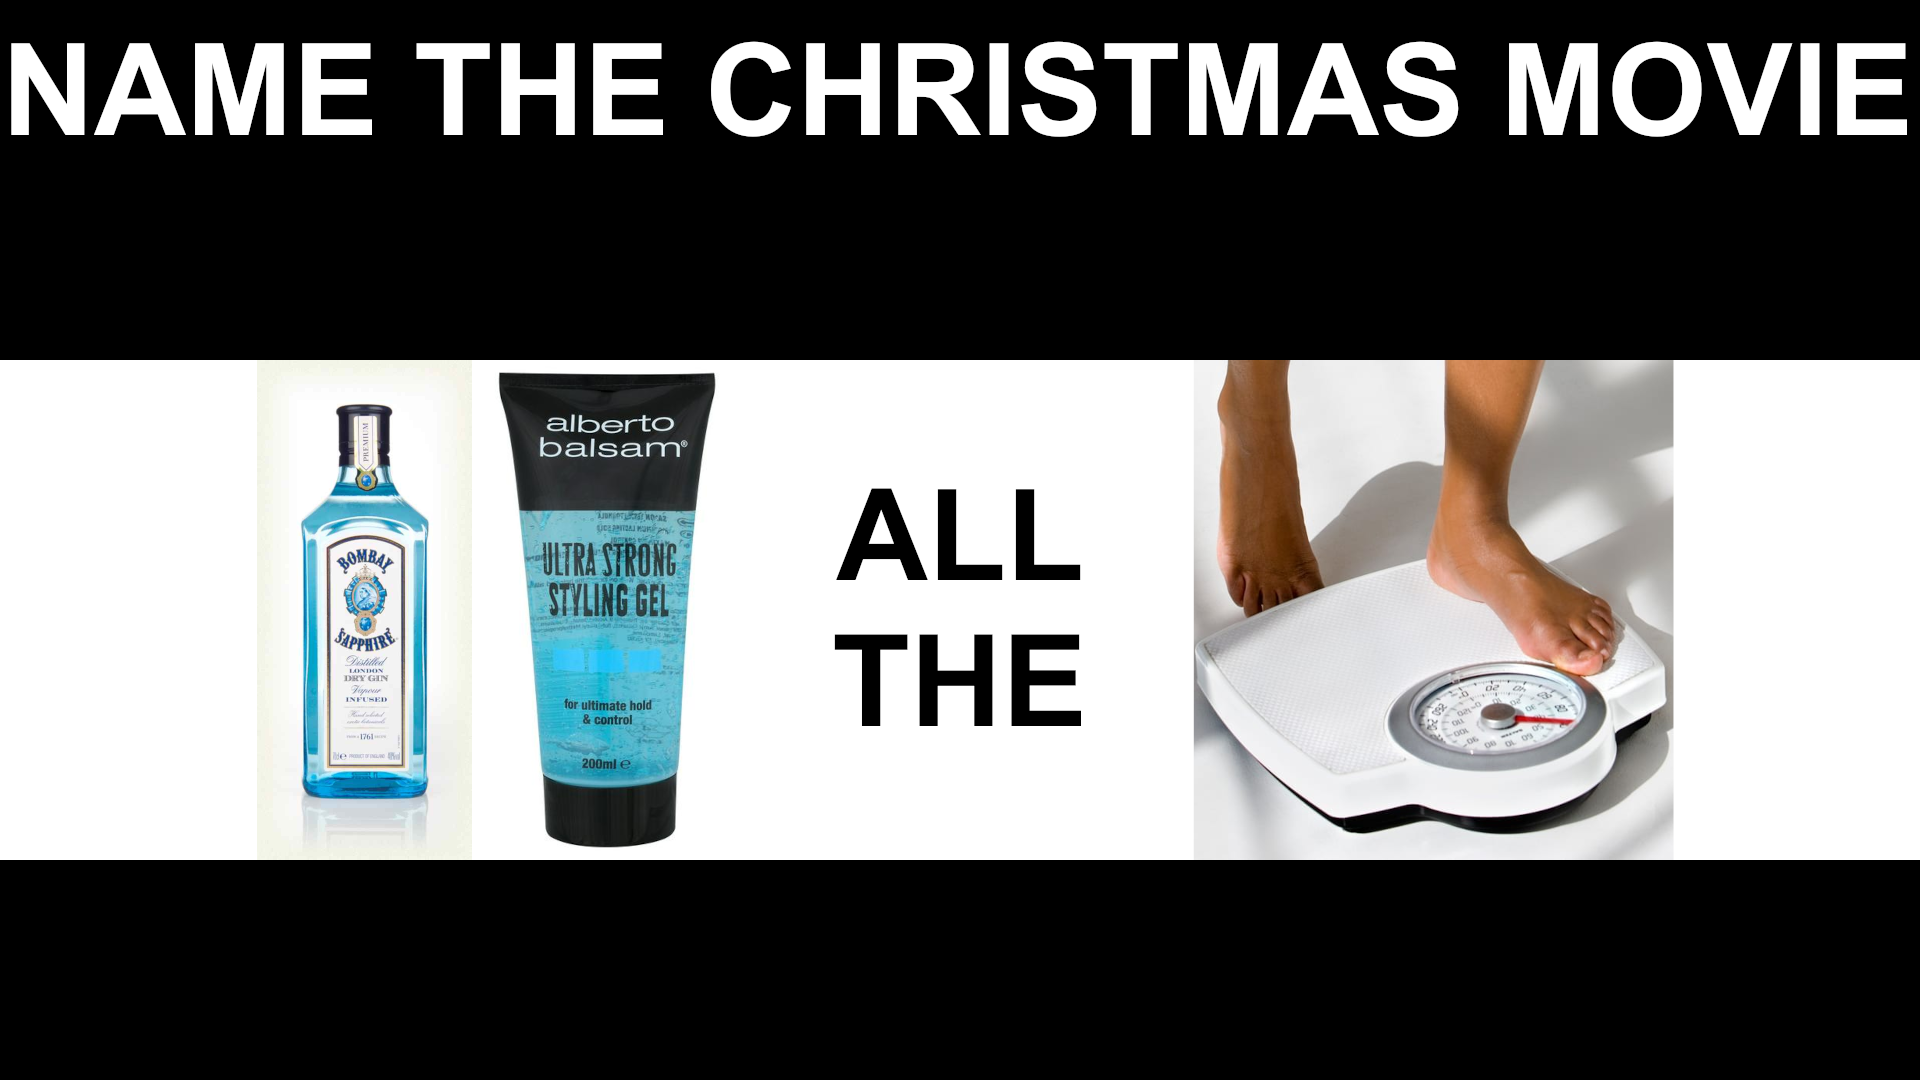 NAME THE CHRISTMAS MOVIE
PREMIUM
BOMBAY
SAPPHIRE
Distilled
LONDON
DRY GIN
Vapour
INFUSED
1761
alberto
balsam®
ULTRA STRONG
STYLING GEL
for ultimate hold
& control
200ml e
ALL
THE